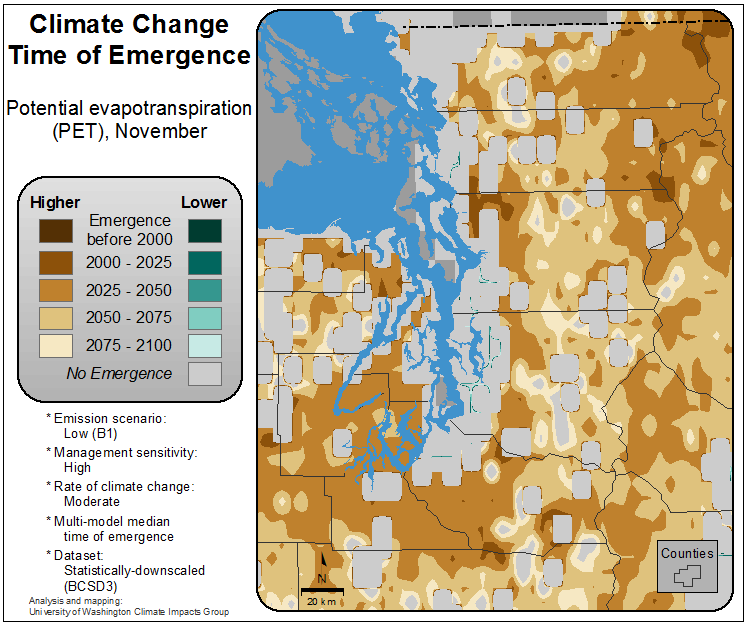 Climate Change
Time of Emergence
Potential evapotranspiration
(PET), November
Higher Lower
Emergence
before 2000
2000 - 2025
2025 - 2050
2050 - 2075
2075 - 2100
No Emergence
* Emission scenario:
Low (B1)
* Management sensitivity:
High
* Rate of climate change:
Moderate
* Multi-model median
time of emergence
* Dataset:
Statistically-downscaled
(BCSD3)
Analysis and mapping:
University of Washington Climate Impacts Group
N
20 km
Counties